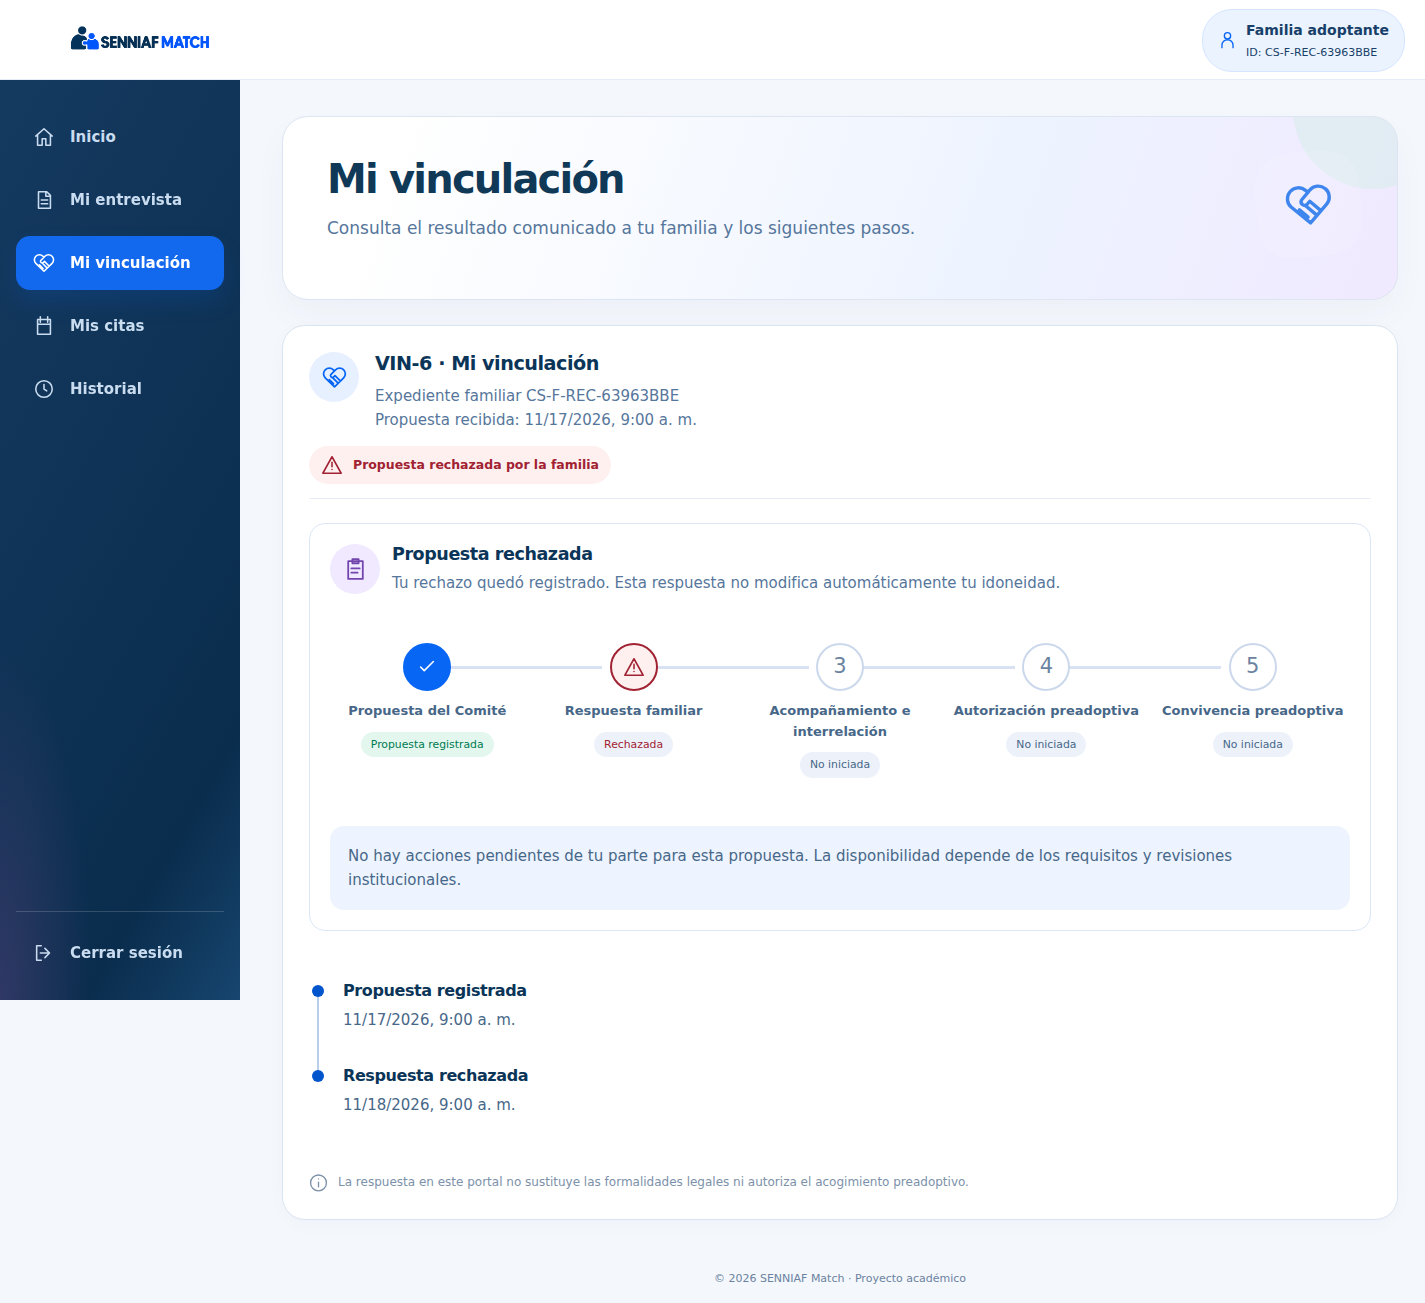 SENNIAF MATCH
Familia adoptante
ID: CS-F-REC-63963BBE
Inicio
Mi entrevista
Mi vinculación
Mis citas
Historial
Cerrar sesión
Mi vinculación
Consulta el resultado comunicado a tu familia y los siguientes pasos.
VIN-6 · Mi vinculación
Expediente familiar CS-F-REC-63963BBE
Propuesta recibida: 11/17/2026, 9:00 a. m.
Propuesta rechazada por la familia
Propuesta rechazada
Tu rechazo quedó registrado. Esta respuesta no modifica automáticamente tu idoneidad.
Propuesta del Comité
Propuesta registrada
Respuesta familiar
Rechazada
3
Acompañamiento e
interrelación
No iniciada
4
Autorización preadoptiva
No iniciada
5
Convivencia preadoptiva
No iniciada
No hay acciones pendientes de tu parte para esta propuesta. La disponibilidad depende de los requisitos y revisiones
institucionales.
Propuesta registrada
11/17/2026, 9:00 a. m.
Respuesta rechazada
11/18/2026, 9:00 a. m.
La respuesta en este portal no sustituye las formalidades legales ni autoriza el acogimiento preadoptivo.
© 2026 SENNIAF Match · Proyecto académico